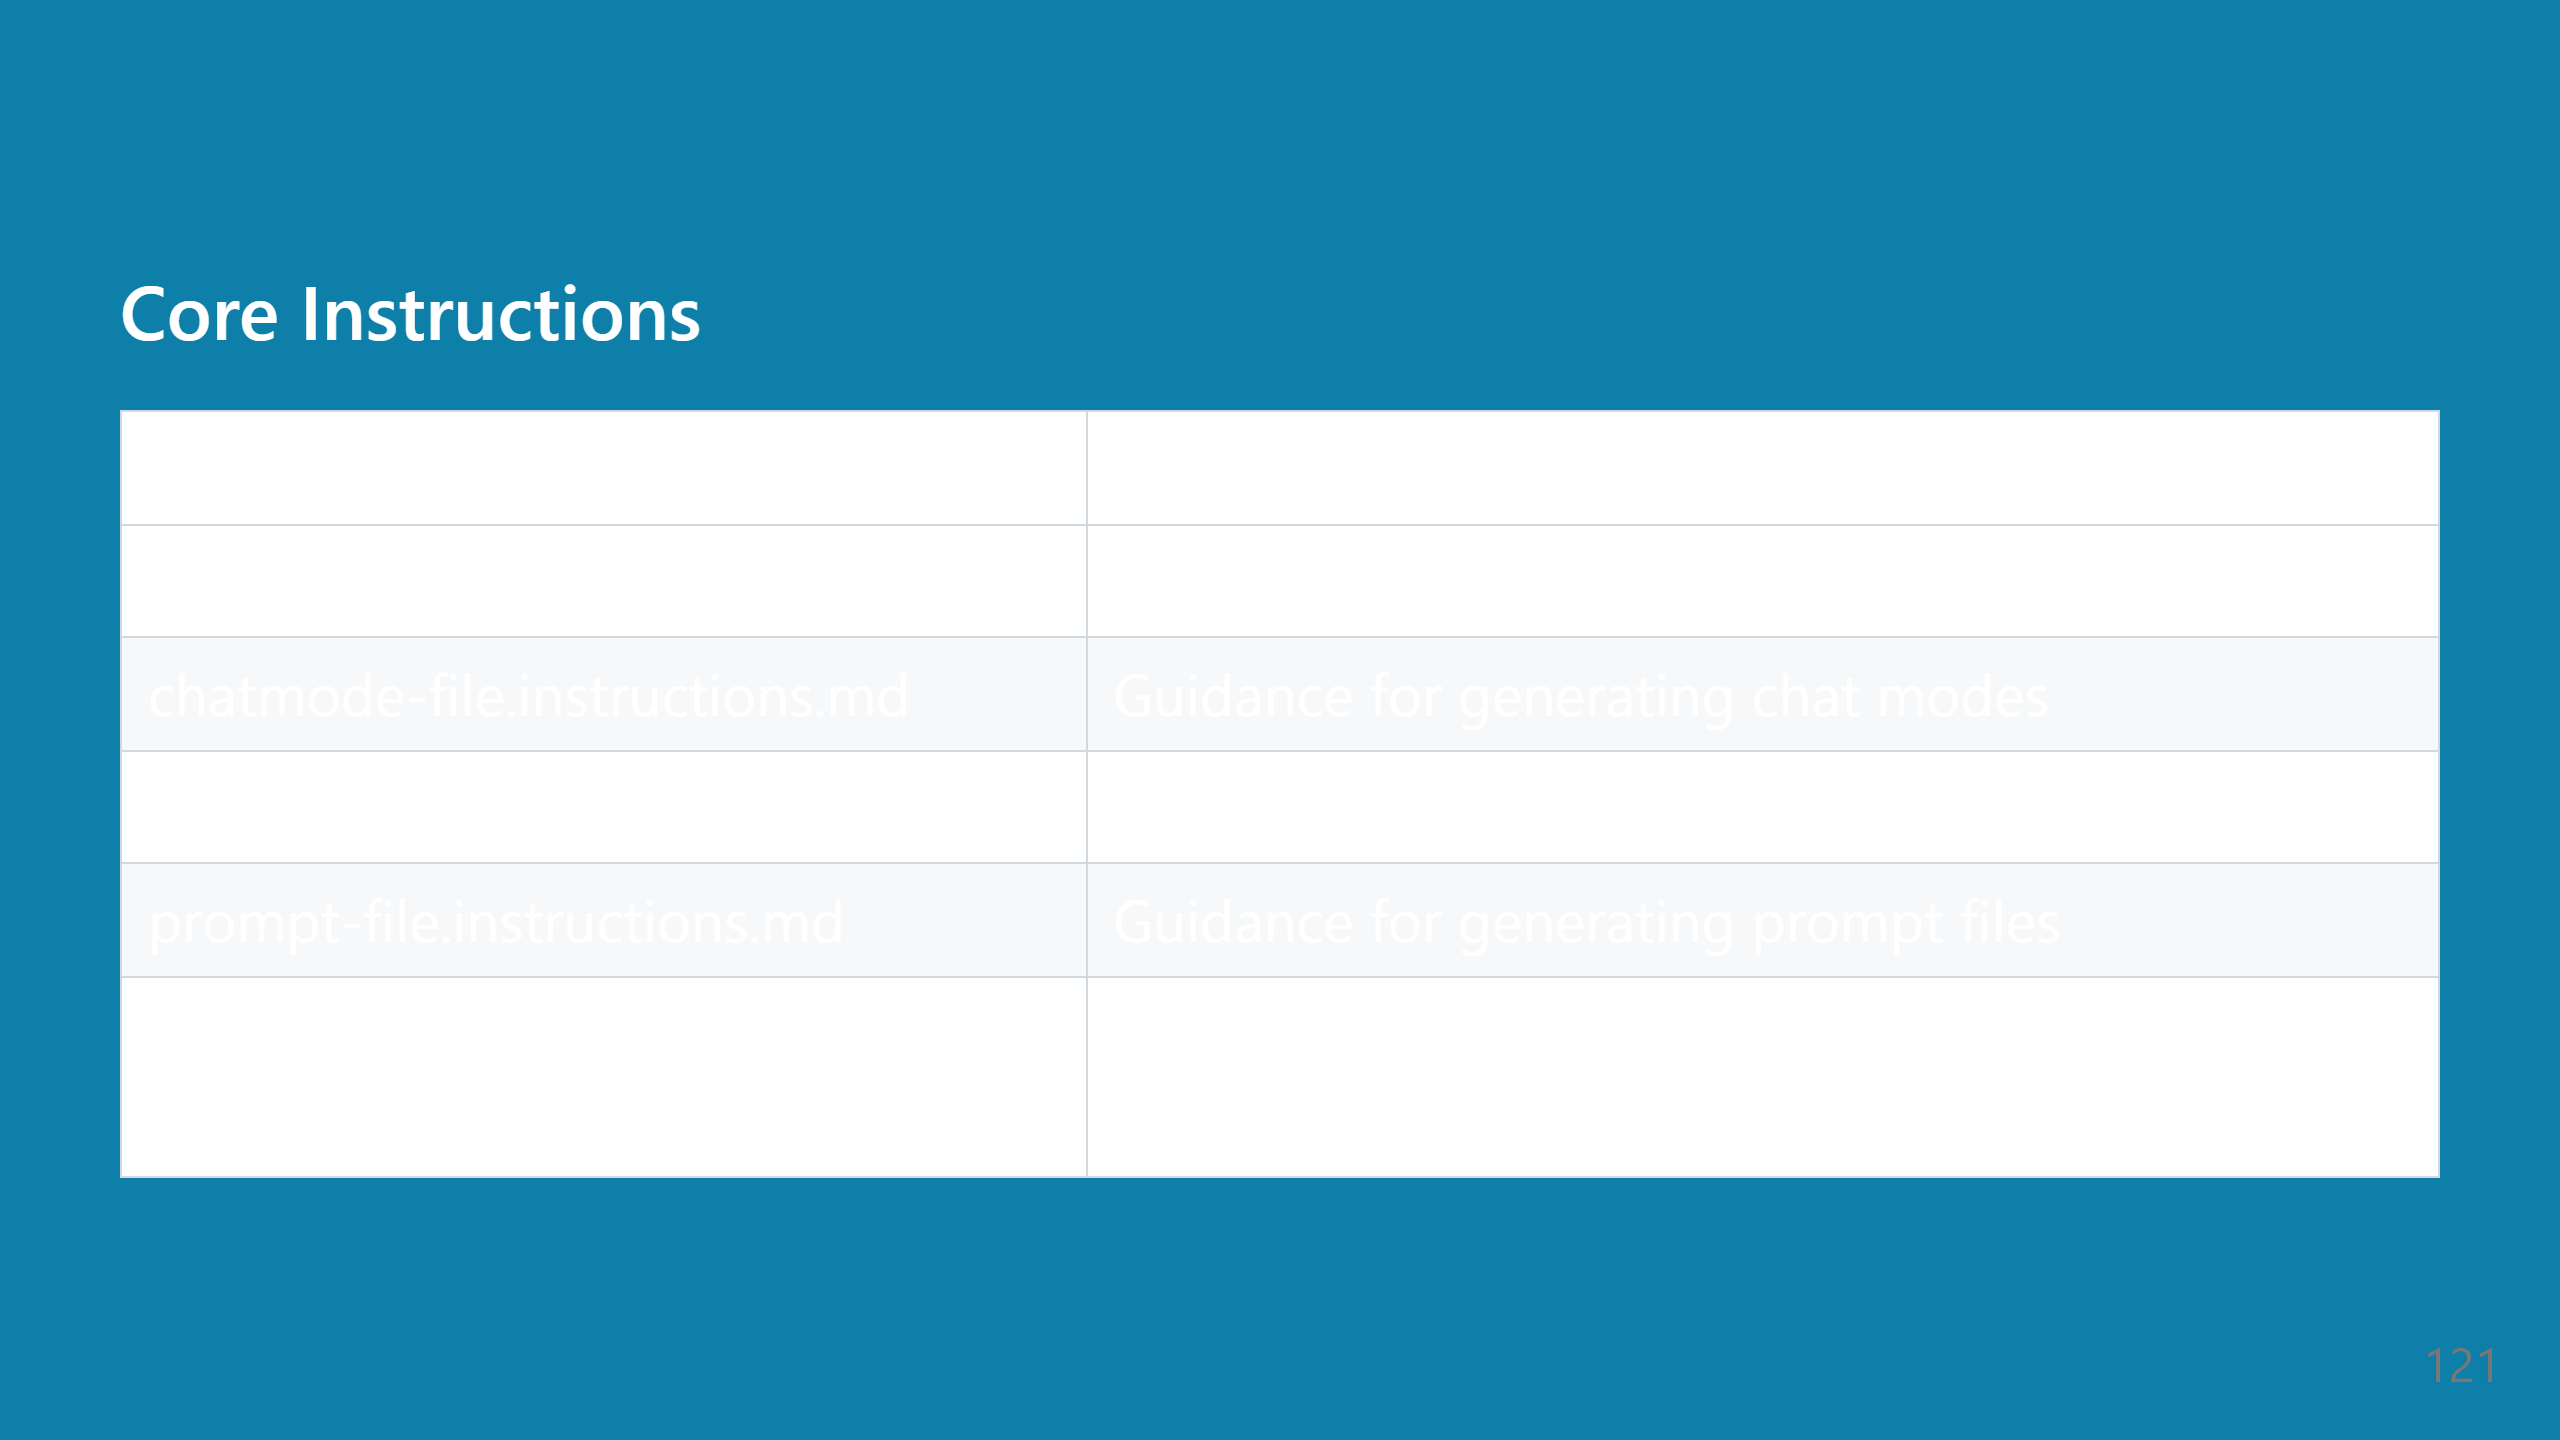 Core Instructions
chatmode-file.instructions.md Guidance for generating chat modes
prompt-file.instructions.md Guidance for generating prompt files
121